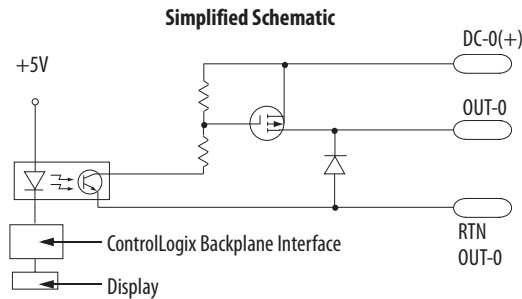 Simplified Schematic
DC-0(+)
+5V
OUT-0
RTN
OUT-0
ControlLogix Backplane Interface
Display